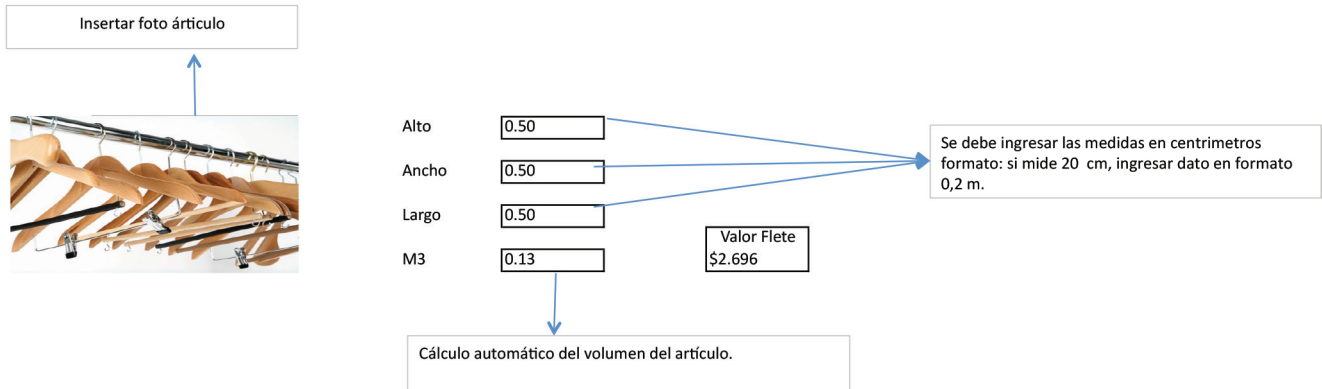 Insertar foto árticulo
Alto
0.50
Ancho
0.50
Largo
0.50
M3
0.13
Valor Flete
$2.696
Se debe ingresar las medidas en centrimetros
formato: si mide 20 cm, ingresar dato en formato
0,2 m.
Cálculo automático del volumen del artículo.